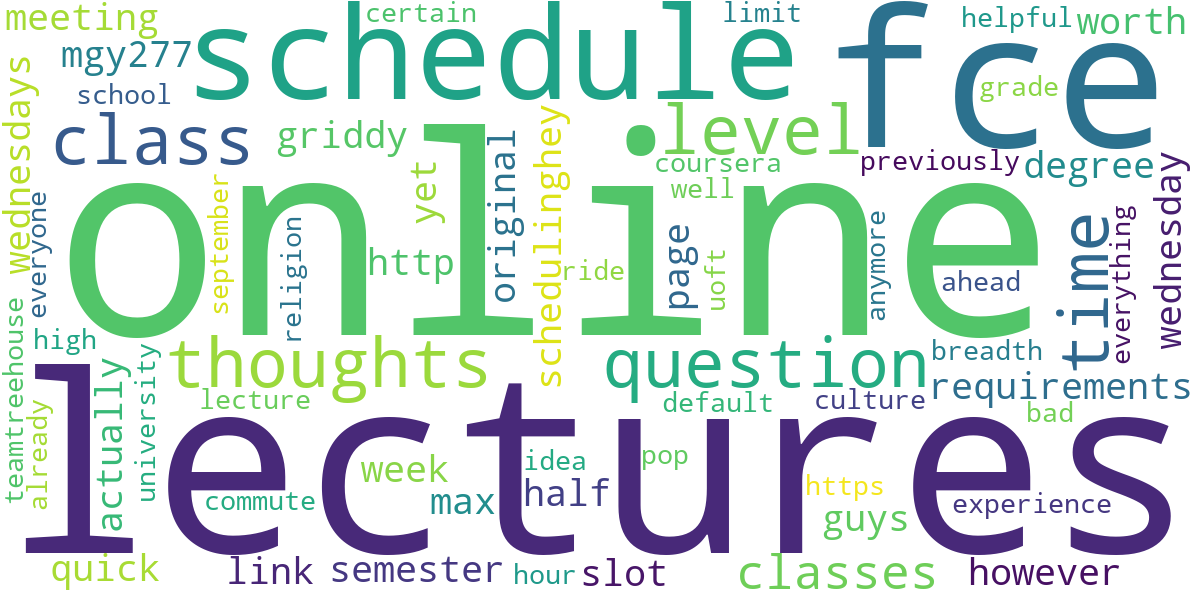 meeting
certain
limit
helpful
worth
schedule
fce
mgy277
school
grade
wednesdays
class
griddy
level
online
original
schedulinghey
yet
coursera
well
previously
degree
wednesday
everyone
september
religion
http
ride
page
uoft
anymore
ahead
time
everything
teamtreehouse
high
thoughts
question
breadth
requirements
actually
university
already
lecture
default
culture
bad
lectures
week
idea
pop
commute
max
half
https
experience
guys
quick
link
semester
hour
slot
classes
however